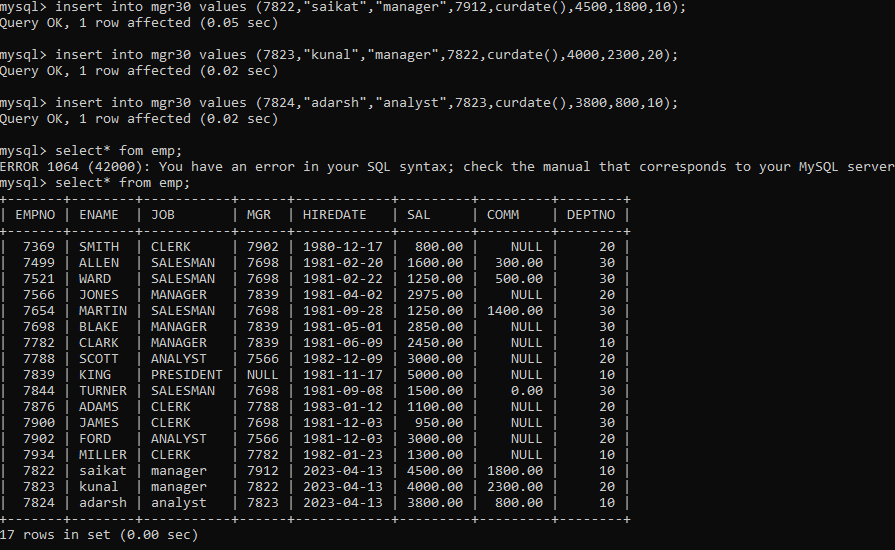 mysql> insert into mgr30 values (7822,"saikat","manager",7912,curdate(),4500,1800,10);
Query OK, 1 row affected (0.05 sec)
mysql> insert into mgr30 values (7823,"kunal","manager",7822,curdate(),4000,2300,20);
Query OK, 1 row affected (0.02 sec)
mysql> insert into mgr30 values (7824,"adarsh","analyst",7823,curdate(),3800,800,10);
Query OK, 1 row affected (0.02 sec)
mysql> select* fom emp;
ERROR 1064 (42000): You have an error in your SQL syntax; check the manual that corresponds to your MySQL server
mysql> select* from emp;
+-------+--------+-----------+------+------------+---------+---------+--------+
| EMPNO | ENAME  | JOB       | MGR  | HIREDATE   | SAL     | COMM    | DEPTNO |
+-------+--------+-----------+------+------------+---------+---------+--------+
|  7369 | SMITH  | CLERK     | 7902 | 1980-12-17 |  800.00 |    NULL |     20 |
|  7499 | ALLEN  | SALESMAN  | 7698 | 1981-02-20 | 1600.00 |  300.00 |     30 |
|  7521 | WARD   | SALESMAN  | 7698 | 1981-02-22 | 1250.00 |  500.00 |     30 |
|  7566 | JONES  | MANAGER   | 7839 | 1981-04-02 | 2975.00 |    NULL |     20 |
|  7654 | MARTIN | SALESMAN  | 7698 | 1981-09-28 | 1250.00 | 1400.00 |     30 |
|  7698 | BLAKE  | MANAGER   | 7839 | 1981-05-01 | 2850.00 |    NULL |     30 |
|  7782 | CLARK  | MANAGER   | 7839 | 1981-06-09 | 2450.00 |    NULL |     10 |
|  7788 | SCOTT  | ANALYST   | 7566 | 1982-12-09 | 3000.00 |    NULL |     20 |
|  7839 | KING   | PRESIDENT | NULL | 1981-11-17 | 5000.00 |    NULL |     10 |
|  7844 | TURNER | SALESMAN  | 7698 | 1981-09-08 | 1500.00 |    0.00 |     30 |
|  7876 | ADAMS  | CLERK     | 7788 | 1983-01-12 | 1100.00 |    NULL |     20 |
|  7900 | JAMES  | CLERK     | 7698 | 1981-12-03 |  950.00 |    NULL |     30 |
|  7902 | FORD   | ANALYST   | 7566 | 1981-12-03 | 3000.00 |    NULL |     20 |
|  7934 | MILLER | CLERK     | 7782 | 1982-01-23 | 1300.00 |    NULL |     10 |
|  7822 | saikat | manager   | 7912 | 2023-04-13 | 4500.00 | 1800.00 |     10 |
|  7823 | kunal  | manager   | 7822 | 2023-04-13 | 4000.00 | 2300.00 |     20 |
|  7824 | adarsh | analyst   | 7823 | 2023-04-13 | 3800.00 |  800.00 |     10 |
+-------+--------+-----------+------+------------+---------+---------+--------+
17 rows in set (0.00 sec)